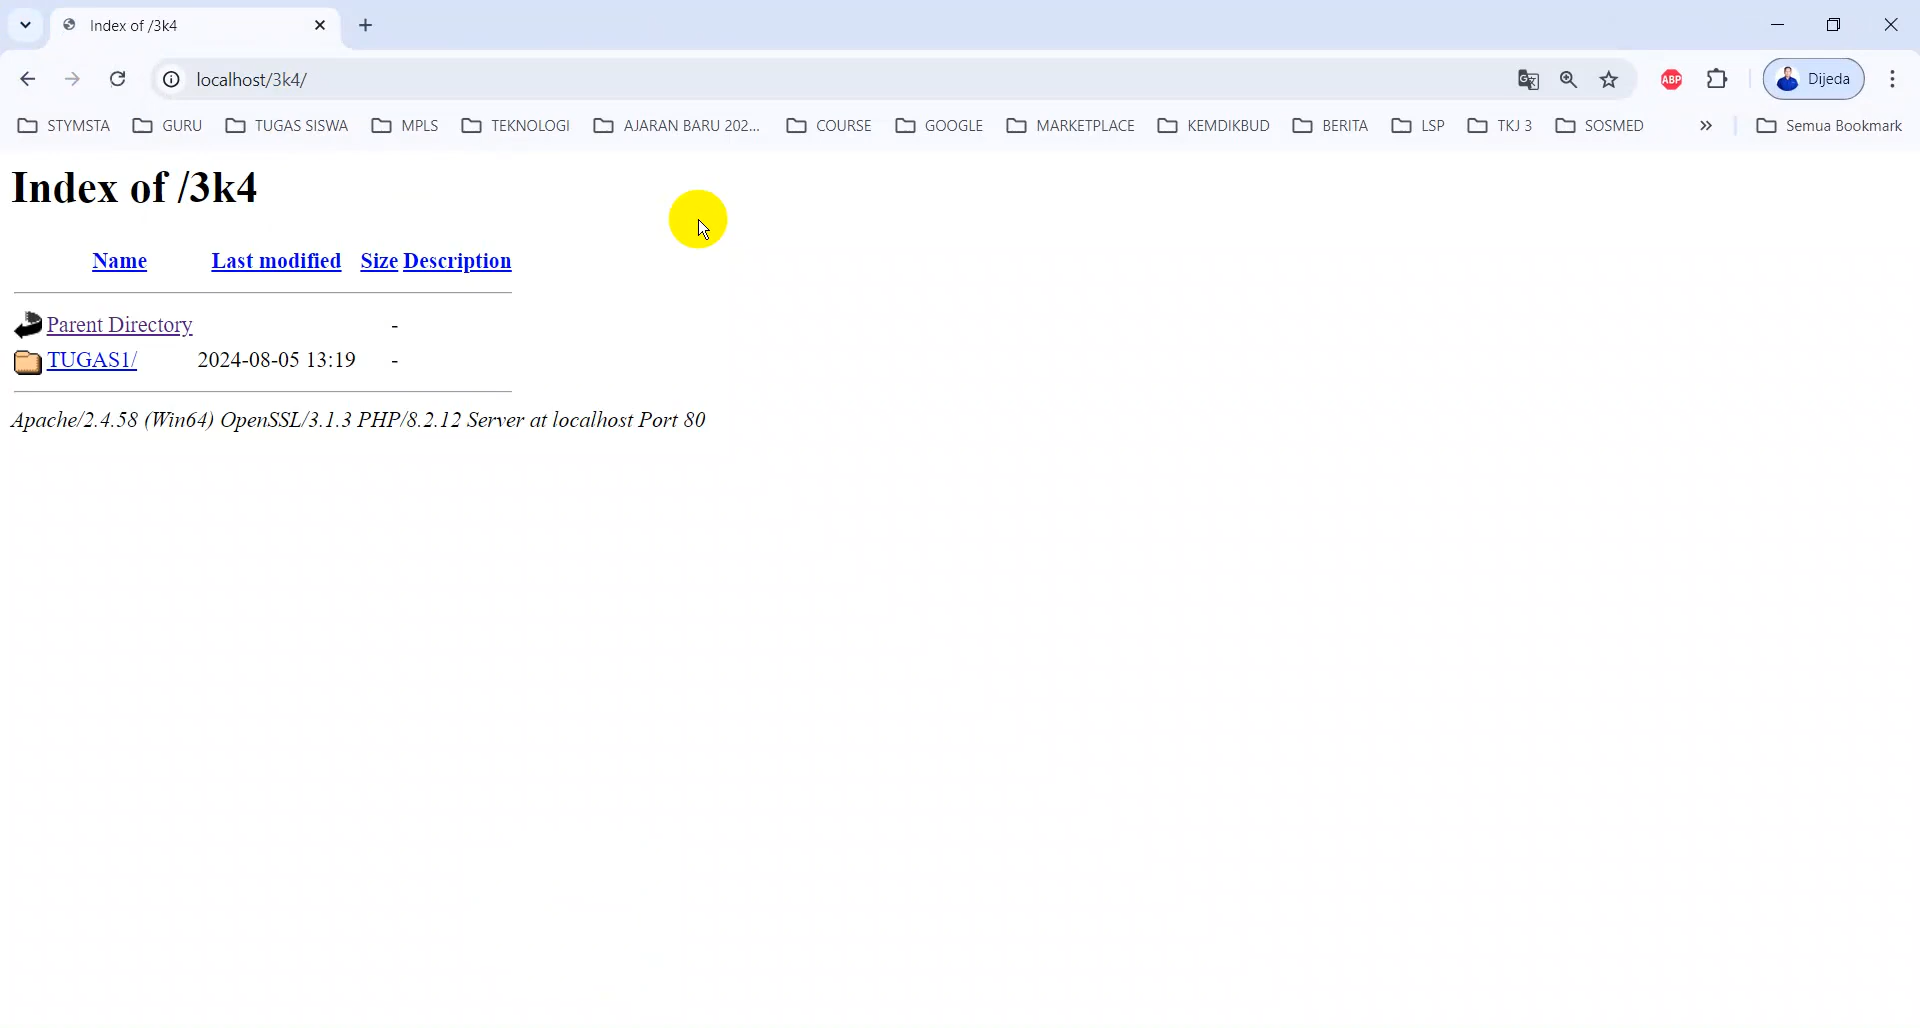 Index of /3k4
localhost/3k4/
ABP
Dijeda
STYMSTA GURU TUGAS SISWA MPLS TEKNOLOGI AJARAN BARU 202... COURSE GOOGLE MARKETPLACE KEMDIKBUD BERITA LSP TKJ 3 SOSMED » Semua Bookmark
Index of /3k4
Name Last modified Size Description
Parent Directory -
TUGAS1/ 2024-08-05 13:19 -
Apache/2.4.58 (Win64) OpenSSL/3.1.3 PHP/8.2.12 Server at localhost Port 80